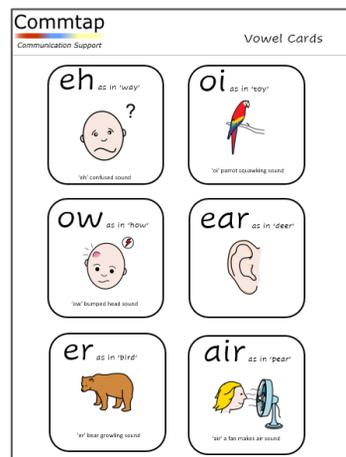 Commtap
Communication Support
Vowel Cards
eh as in 'way'
?
'eh' confused sound
oi as in 'toy'
'oi' parrot squawking sound
ow as in 'how'
'ow' bumped head sound
ear as in 'deer'
er as in 'bird'
'er' bear growling sound
air as in 'pear'
'air' a fan makes air sound